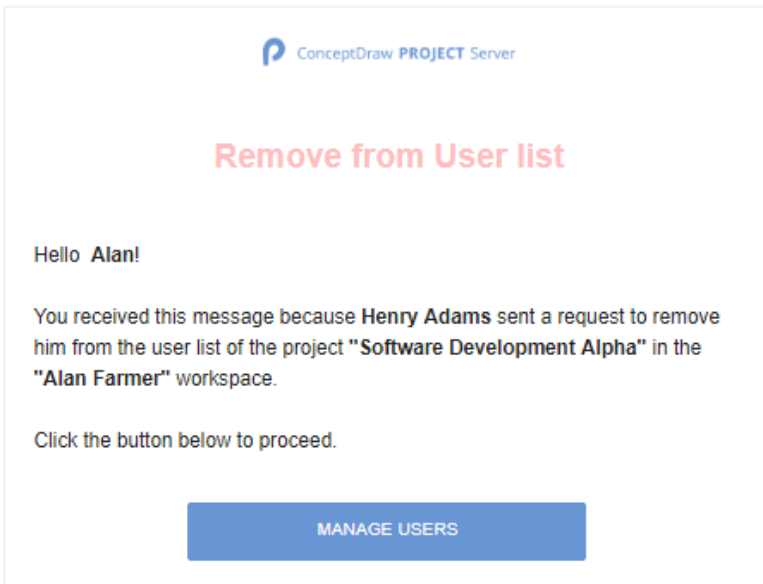 ConceptDraw PROJECT Server
Remove from User list
Hello Alan!
You received this message because Henry Adams sent a request to remove
him from the user list of the project "Software Development Alpha" in the
"Alan Farmer" workspace.
Click the button below to proceed.
MANAGE USERS